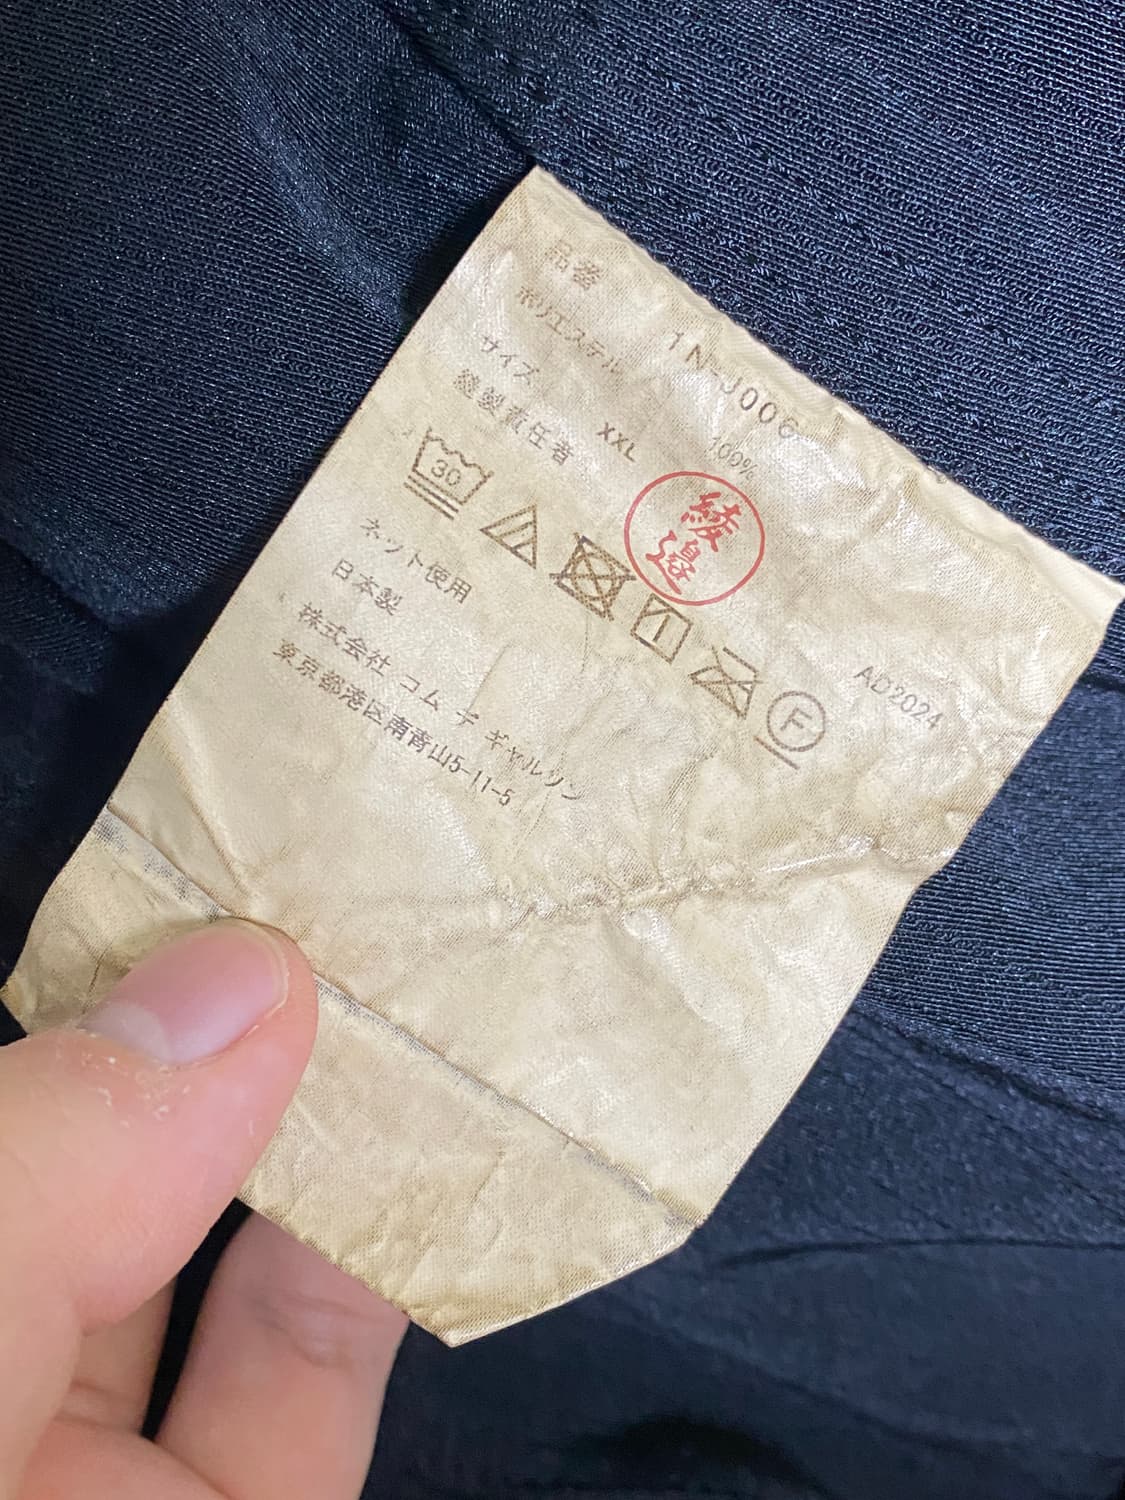 品番 1N-J006
ポリエステル 100%
サイズ XXL
縫製責任者 綾邉
30
F
AD2024
ネット使用
日本製
株式会社 コム デ ギャルソン
東京都港区南青山5-11-5